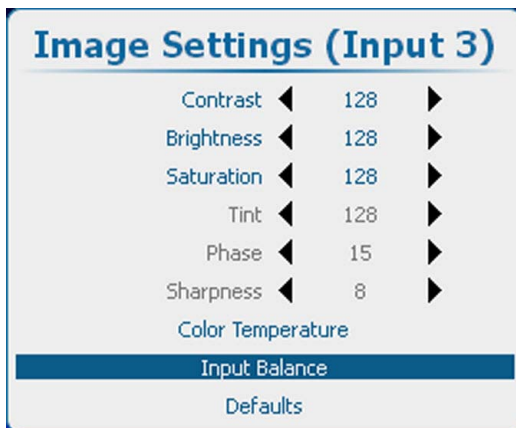 Image Settings (Input 3)
Contrast 128
Brightness 128
Saturation 128
Tint 128
Phase 15
Sharpness 8
Color Temperature
Input Balance
Defaults